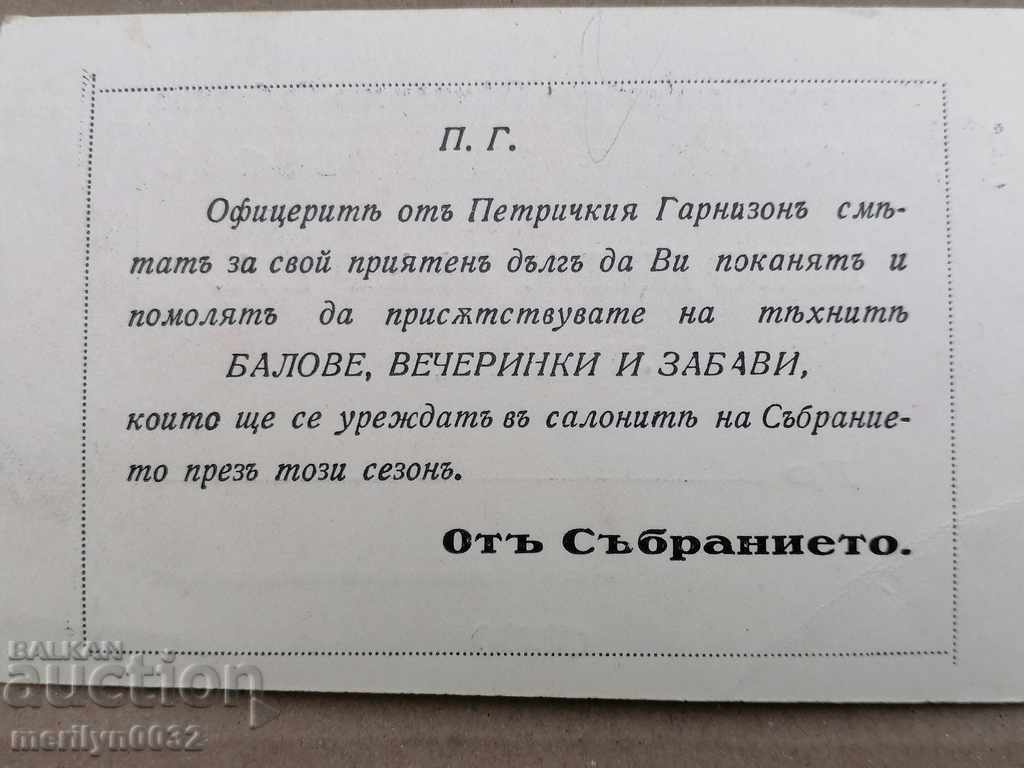 П. Г.
Офицеритѣ отъ Петричкия Гарнизонъ смѣ-
татъ за свой приятенъ дългъ да Ви поканятъ и
помолятъ да присѫтствувате на тѣхнитѣ
БАЛОВЕ, ВЕЧЕРИНКИ И ЗАБАВИ,
които ще се уреждатъ въ салонитѣ на Събрание-
то презъ този сезонъ.
Отъ Събранието.
BALKAN
auction
merilyn0032